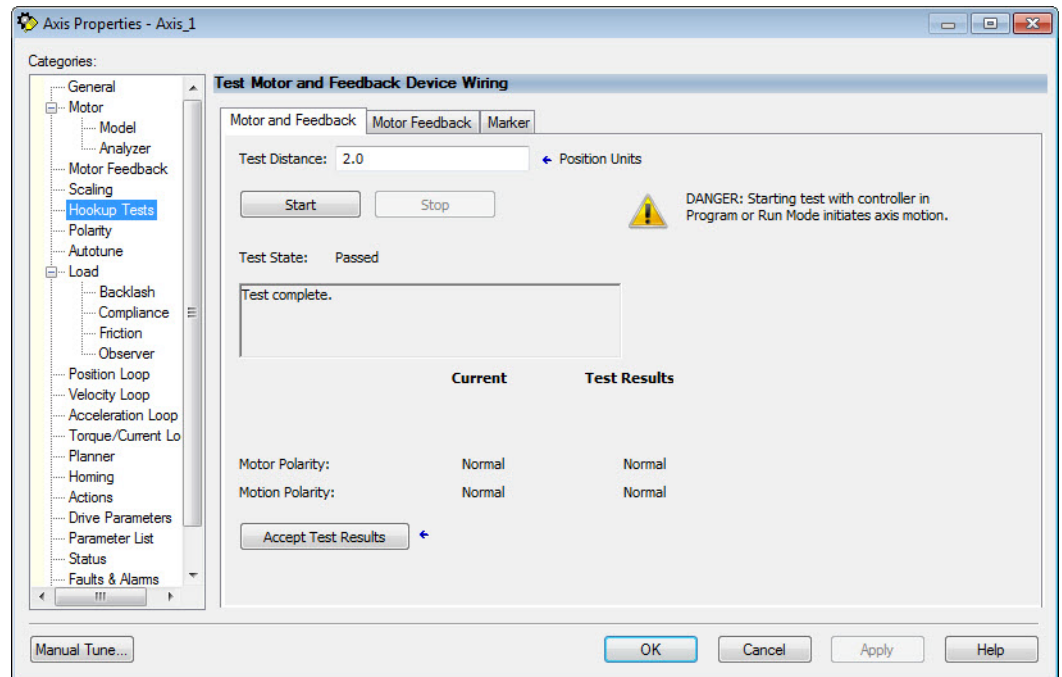 Axis Properties - Axis_1
Categories:
General
Motor
Model
Analyzer
Motor Feedback
Scaling
Hookup Tests
Polarity
Autotune
Load
Backlash
Compliance
Friction
Observer
Position Loop
Velocity Loop
Acceleration Loop
Torque/Current Lo
Planner
Homing
Actions
Drive Parameters
Parameter List
Status
Faults & Alarms
Test Motor and Feedback Device Wiring
Motor and Feedback Motor Feedback Marker
Test Distance: 2.0 Position Units
Start Stop
DANGER: Starting test with controller in
Program or Run Mode initiates axis motion.
Test State: Passed
Test complete.
Current Test Results
Motor Polarity: Normal Normal
Motion Polarity: Normal Normal
Accept Test Results
Manual Tune... OK Cancel Apply Help